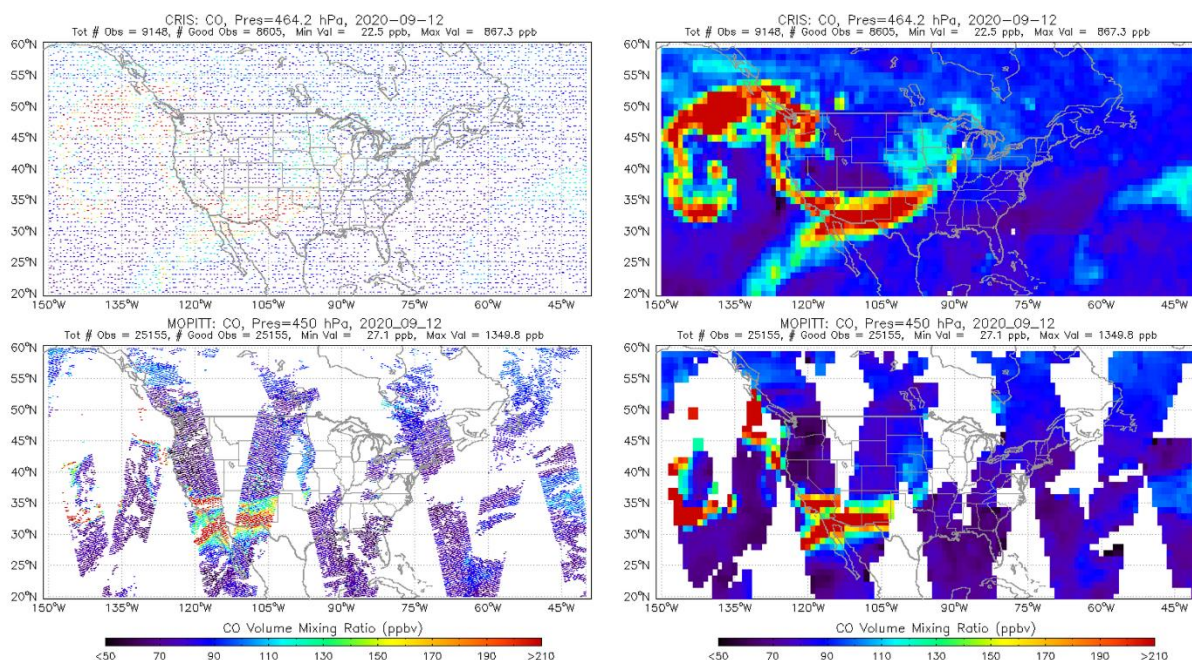 CRIS: CO, Pres=464.2 hPa, 2020-09-12
Tot # Obs = 9148, # Good Obs = 8605, Min Val = 22.5 ppb, Max Val = 867.3 ppb
60°N
55°N
50°N
45°N
40°N
35°N
30°N
25°N
20°N
150°W 135°W 120°W 105°W 90°W 75°W 60°W 45°W
CRIS: CO, Pres=464.2 hPa, 2020-09-12
Tot # Obs = 9148, # Good Obs = 8605, Min Val = 22.5 ppb, Max Val = 867.3 ppb
60°N
55°N
50°N
45°N
40°N
35°N
30°N
25°N
20°N
150°W 135°W 120°W 105°W 90°W 75°W 60°W 45°W
MOPITT: CO, Pres=450 hPa, 2020_09_12
Tot # Obs = 25155, # Good Obs = 25155, Min Val = 27.1 ppb, Max Val = 1349.8 ppb
60°N
55°N
50°N
45°N
40°N
35°N
30°N
25°N
20°N
150°W 135°W 120°W 105°W 90°W 75°W 60°W 45°W
CO Volume Mixing Ratio (ppbv)
<50 70 90 110 130 150 170 190 >210
MOPITT: CO, Pres=450 hPa, 2020_09_12
Tot # Obs = 25155, # Good Obs = 25155, Min Val = 27.1 ppb, Max Val = 1349.8 ppb
60°N
55°N
50°N
45°N
40°N
35°N
30°N
25°N
20°N
150°W 135°W 120°W 105°W 90°W 75°W 60°W 45°W
CO Volume Mixing Ratio (ppbv)
<50 70 90 110 130 150 170 190 >210